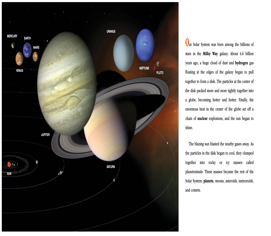 MERCURY
EARTH
MARS
VENUS
URANUS
NEPTUNE
PLUTO
JUPITER
SATURN
SUN
Our Solar System was born among the billions of
stars in the Milky Way galaxy. About 4.6 billion
years ago, a huge cloud of dust and hydrogen gas
floating at the edges of the galaxy began to pull
together to form a disk. The particles at the center of
the disk packed more and more tightly together into
a globe, becoming hotter and hotter. Finally, the
enormous heat in the center of the globe set off a
chain of nuclear explosions, and the sun began to
shine.
The blazing sun blasted the nearby gases away. As
the particles in the disk began to cool, they clumped
together into rocky or icy masses called
planetesimals. These masses became the rest of the
Solar System: planets, moons, asteroids, meteoroids,
and comets.